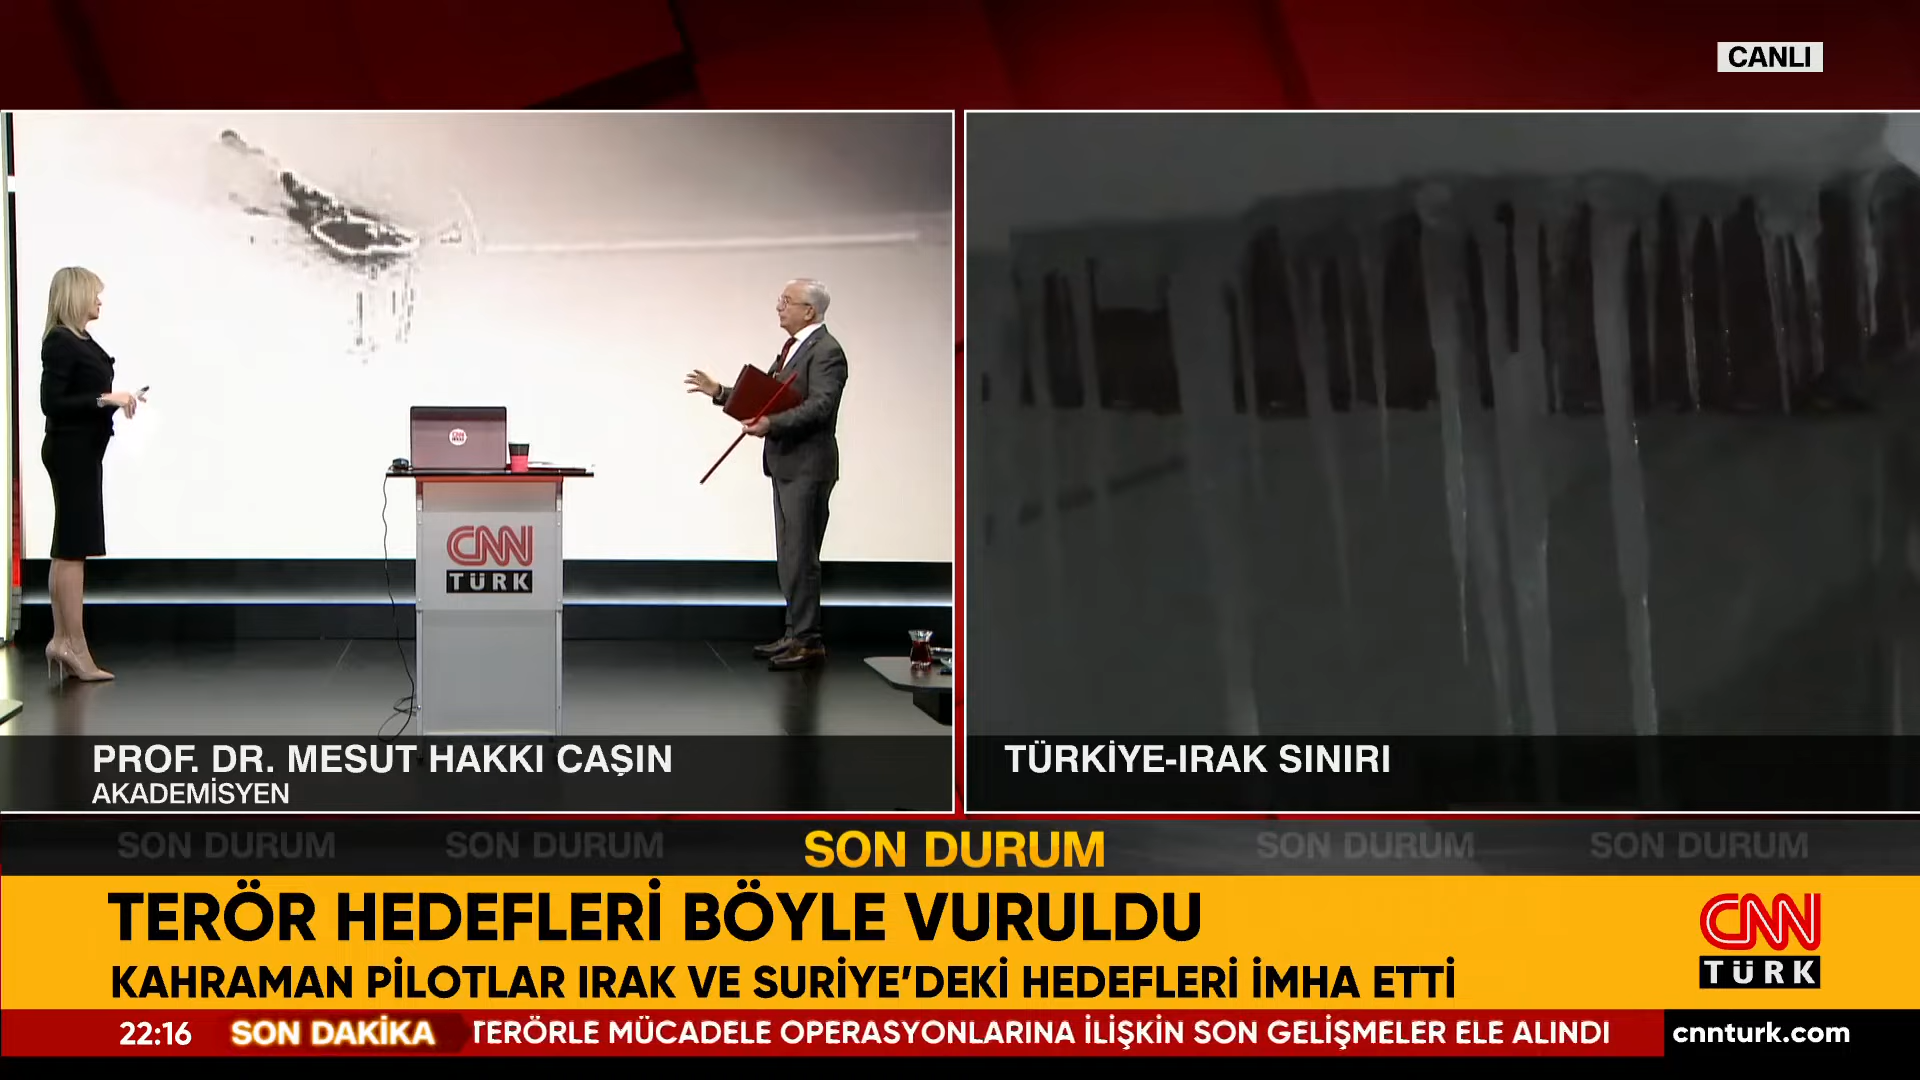 CANLI
CNN
TÜRK
PROF. DR. MESUT HAKKI CAŞIN
AKADEMİSYEN
TÜRKİYE-IRAK SINIRI
SON DURUM SON DURUM SON DURUM SON DURUM SON DURUM
TERÖR HEDEFLERİ BÖYLE VURULDU
KAHRAMAN PİLOTLAR IRAK VE SURİYE'DEKİ HEDEFLERİ İMHA ETTİ
CNN
TÜRK
22:16 SON DAKİKA TERÖRLE MÜCADELE OPERASYONLARINA İLİŞKİN SON GELİŞMELER ELE ALINDI cnnturk.com